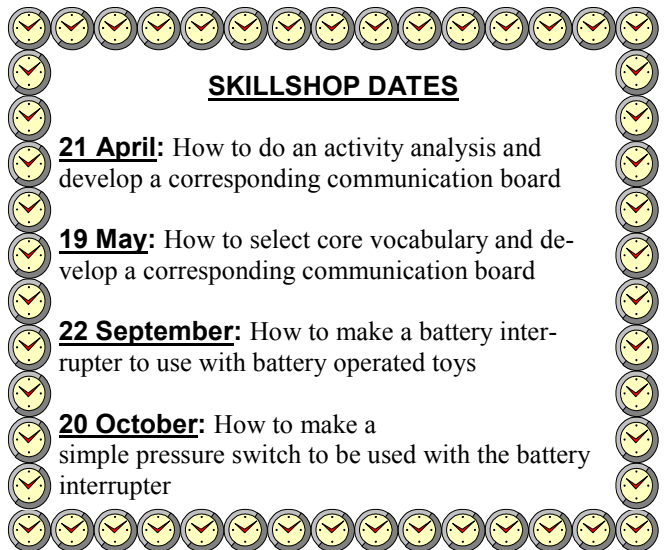 SKILLSHOP DATES
21 April: How to do an activity analysis and
develop a corresponding communication board
19 May: How to select core vocabulary and de-
velop a corresponding communication board
22 September: How to make a battery inter-
rupter to use with battery operated toys
20 October: How to make a
simple pressure switch to be used with the battery
interrupter